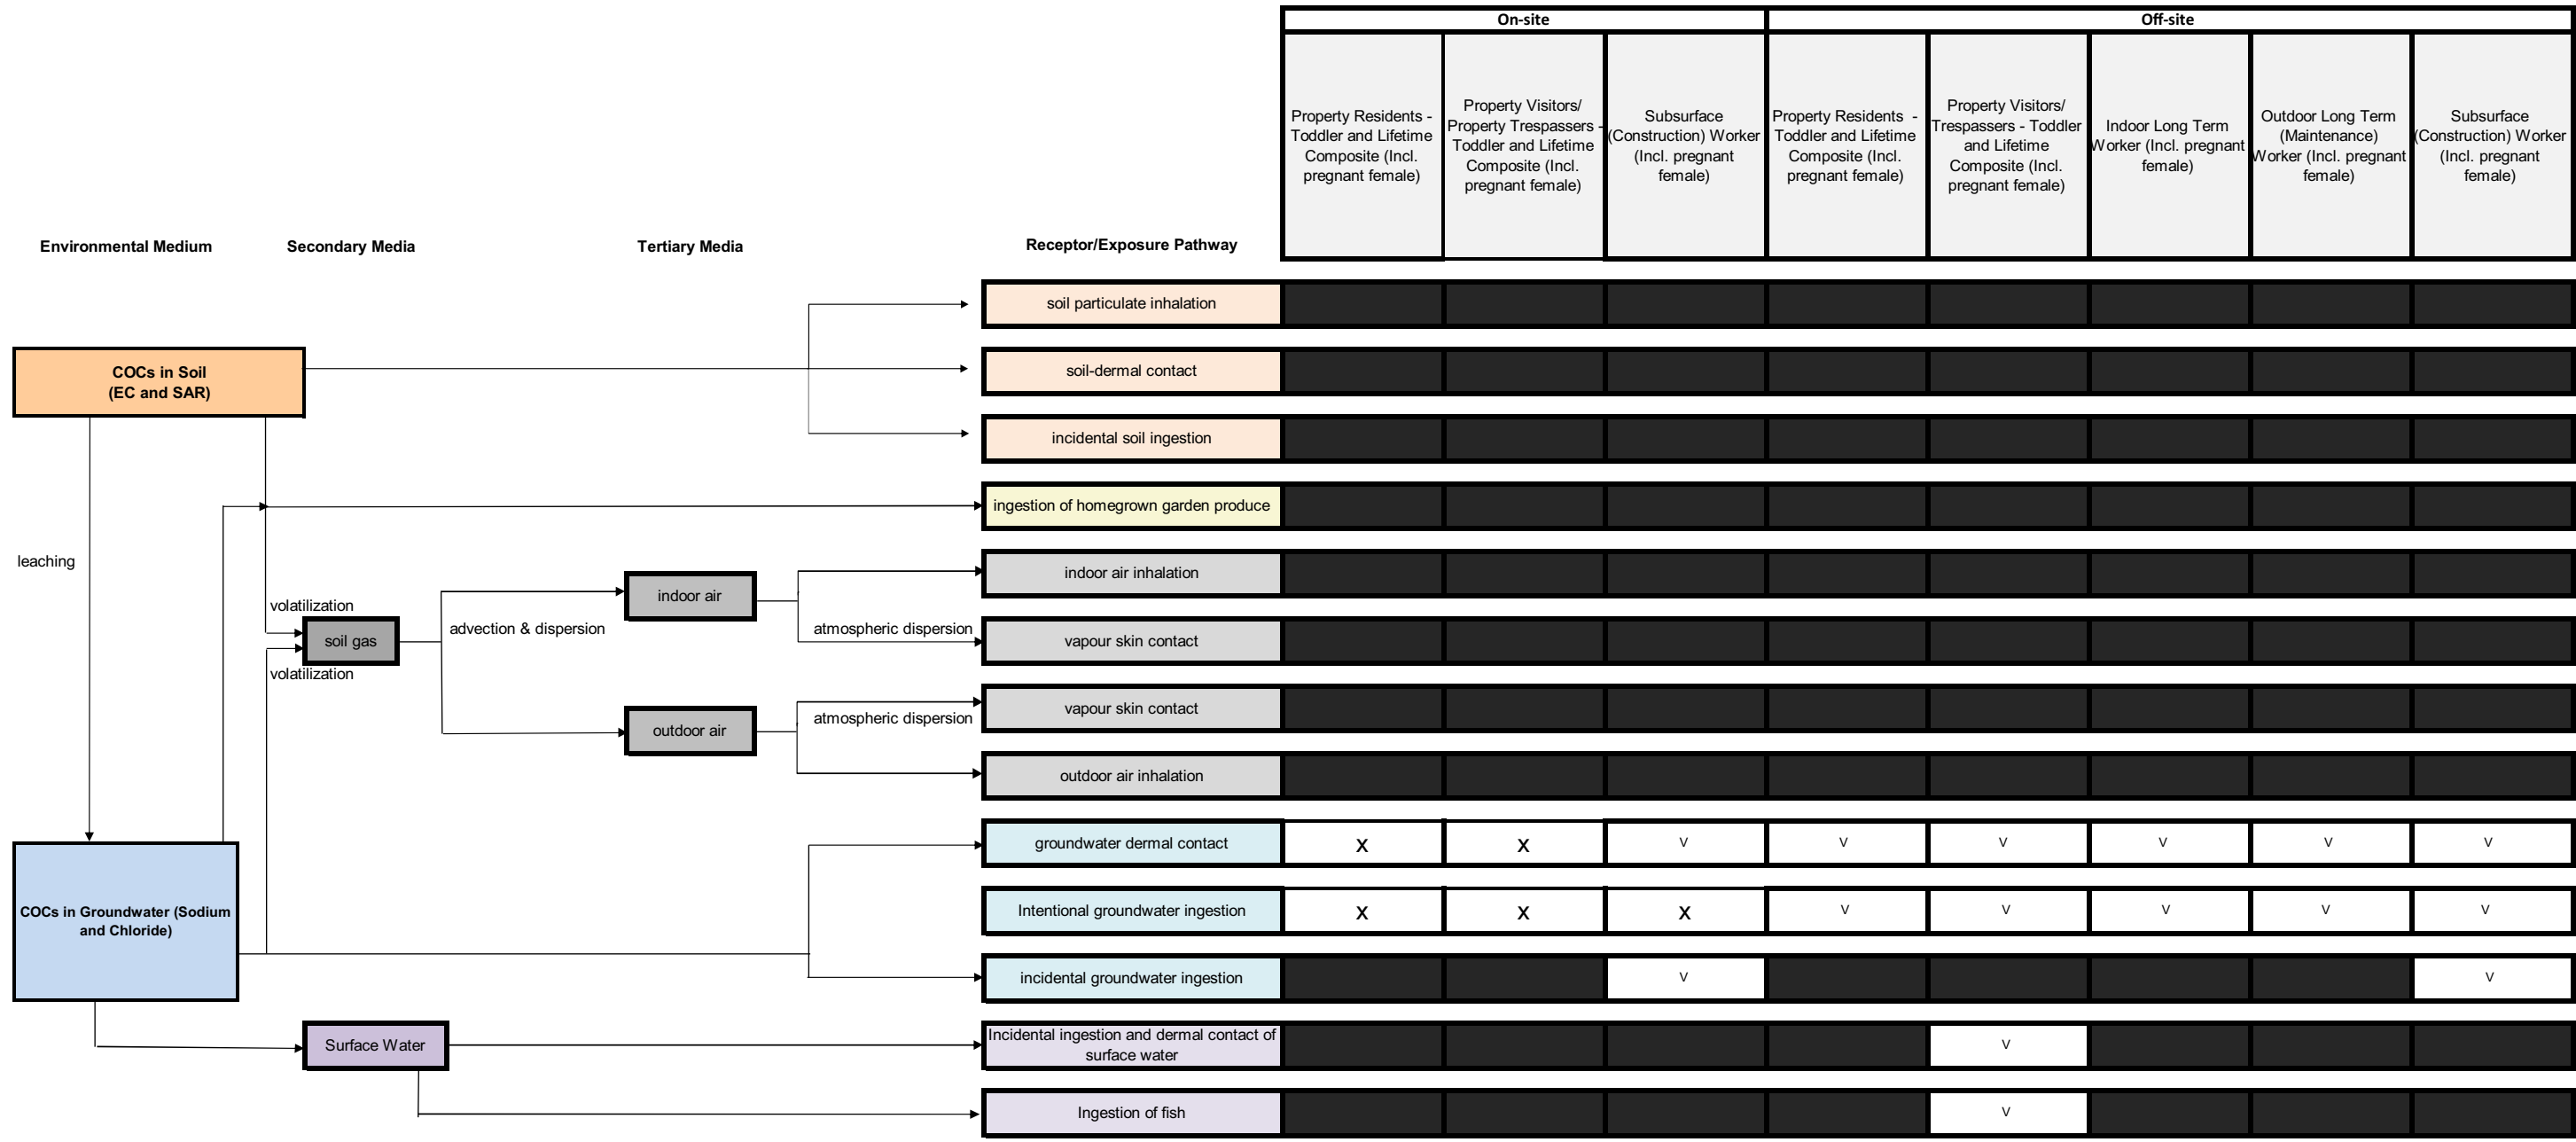 On-site
Off-site
Property Residents -
Toddler and Lifetime
Composite (Incl.
pregnant female)
Property Visitors/
Property Trespassers -
Toddler and Lifetime
Composite (Incl.
pregnant female)
Subsurface
(Construction) Worker
(Incl. pregnant
female)
Property Residents -
Toddler and Lifetime
Composite (Incl.
pregnant female)
Property Visitors/
Trespassers - Toddler
and Lifetime
Composite (Incl.
pregnant female)
Indoor Long Term
Worker (Incl. pregnant
female)
Outdoor Long Term
(Maintenance)
Worker (Incl. pregnant
female)
Subsurface
(Construction) Worker
(Incl. pregnant
female)
Environmental Medium
Secondary Media
Tertiary Media
Receptor/Exposure Pathway
soil particulate inhalation
COCs in Soil
(EC and SAR)
soil-dermal contact
incidental soil ingestion
ingestion of homegrown garden produce
leaching
indoor air inhalation
indoor air
volatilization
advection & dispersion
atmospheric dispersion
soil gas
vapour skin contact
volatilization
vapour skin contact
atmospheric dispersion
outdoor air
outdoor air inhalation
groundwater dermal contact
X X V V V V V V
COCs in Groundwater (Sodium
and Chloride)
Intentional groundwater ingestion
X X X V V V V V
incidental groundwater ingestion
V V
Surface Water
Incidental ingestion and dermal contact of
surface water
V
Ingestion of fish
V